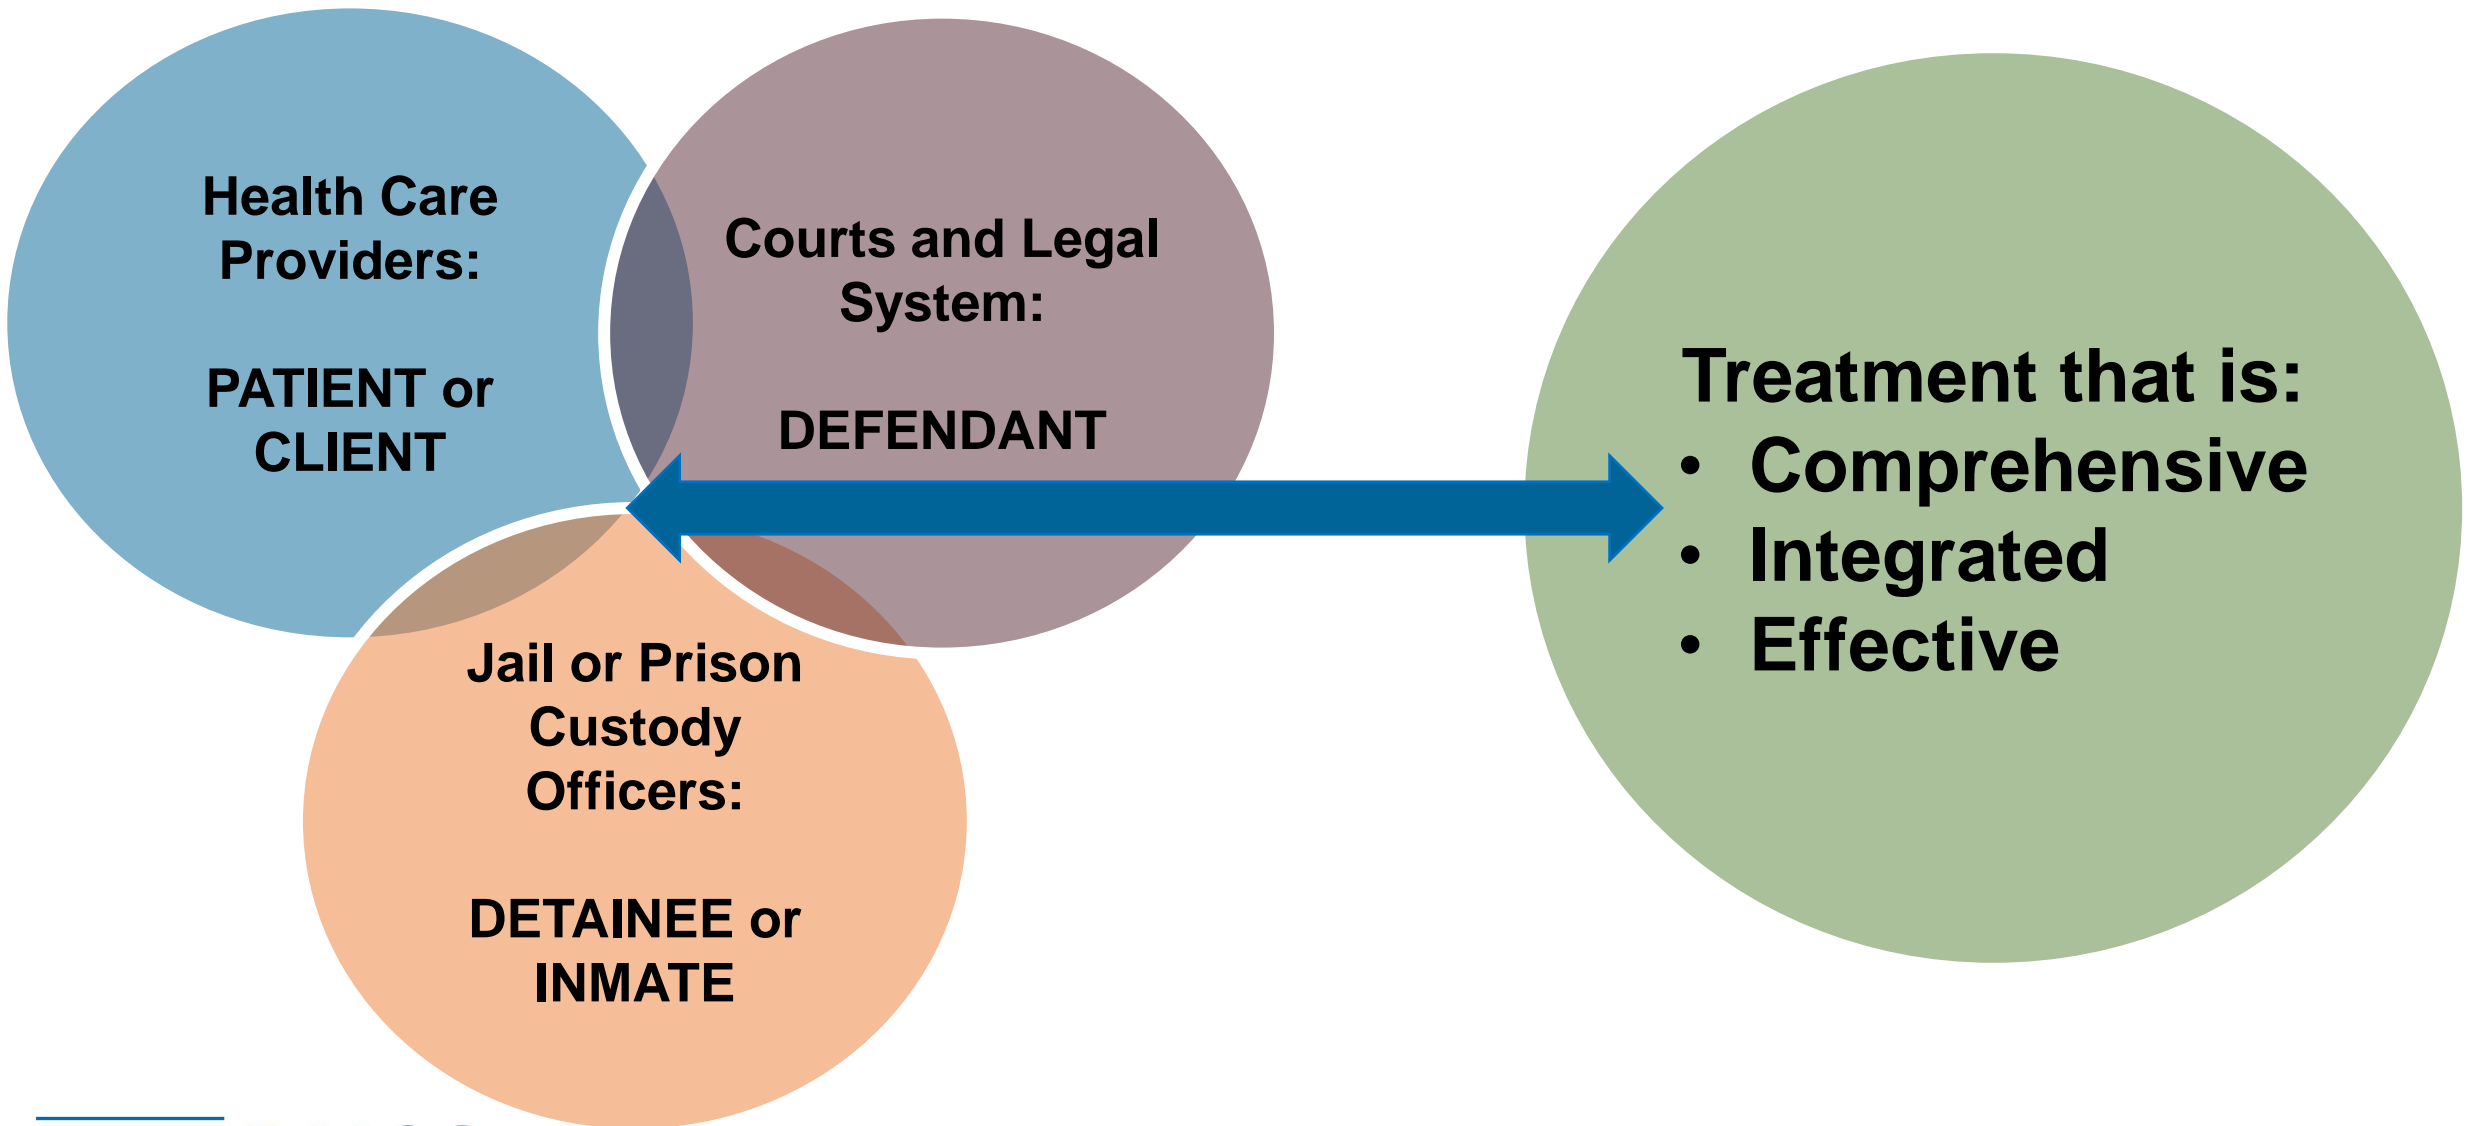 Health Care
Providers:
PATIENT or
CLIENT
Courts and Legal
System:
DEFENDANT
Jail or Prison
Custody
Officers:
DETAINEE or
INMATE
Treatment that is:
• Comprehensive
• Integrated
• Effective